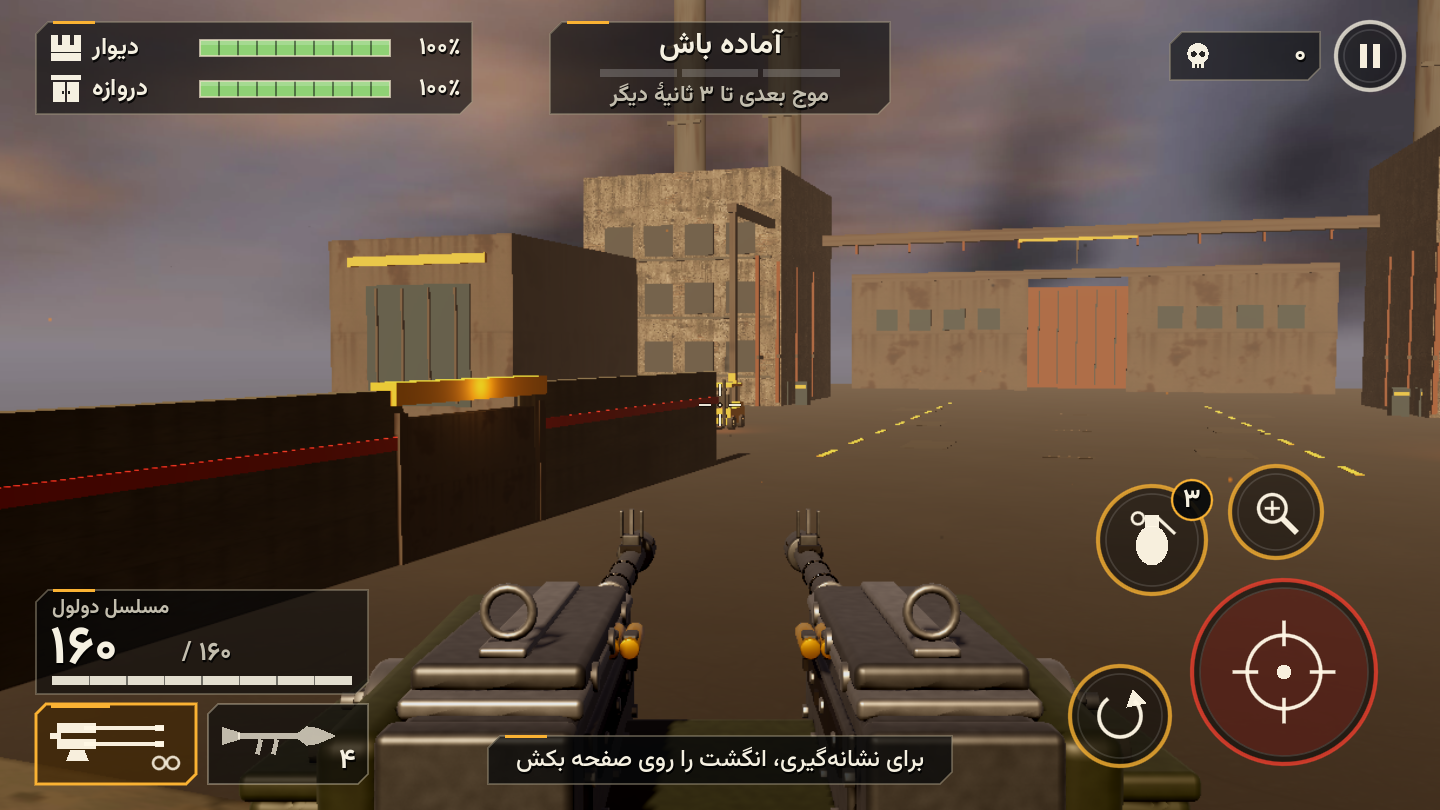 دیوار ۱۰۰٪
دروازه ۱۰۰٪
آماده باش
موج بعدی تا ۳ ثانیهٔ دیگر
۰
۳
مسلسل دولول
۱۶۰ / ۱۶۰
∞
۴
برای نشانه‌گیری، انگشت را روی صفحه بکش